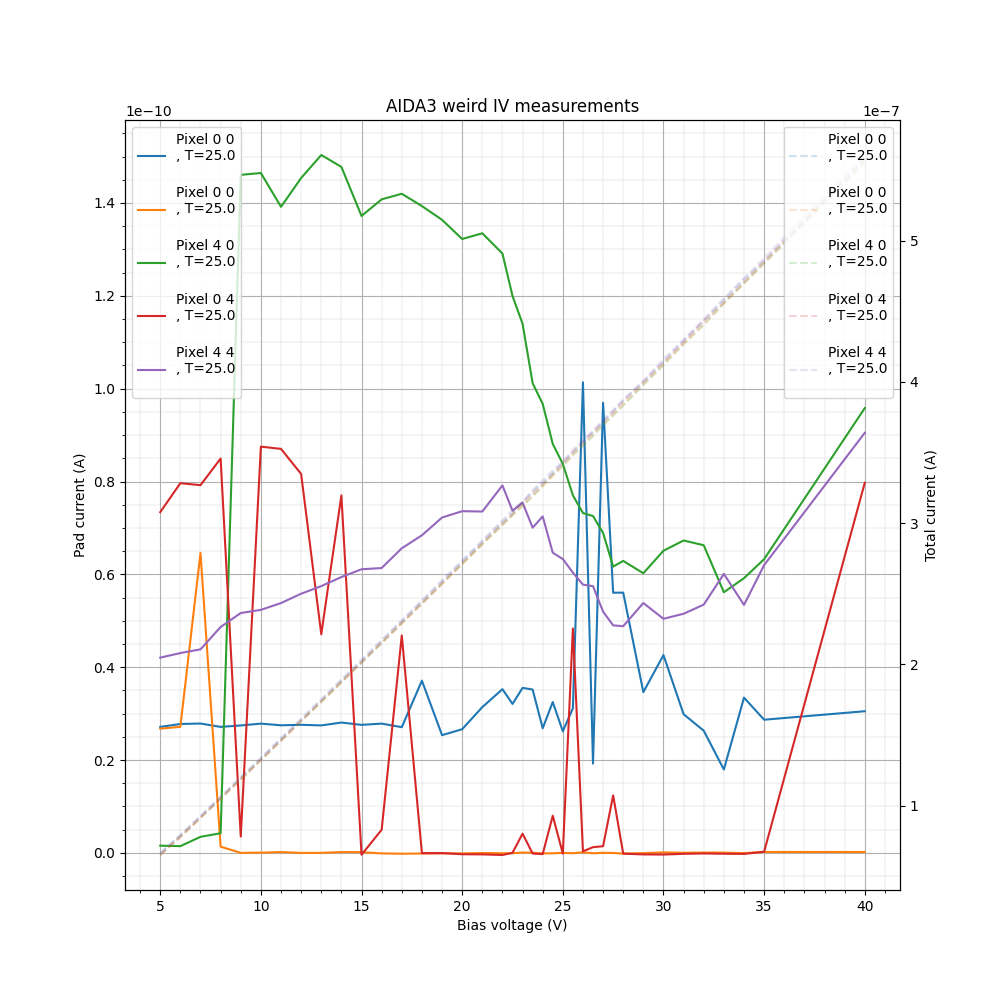 AIDA3 weird IV measurements
1e−10
1e−7
Pixel 0 0
, T=25.0
Pixel 0 0
, T=25.0
Pixel 4 0
, T=25.0
Pixel 0 4
, T=25.0
Pixel 4 4
, T=25.0
Pixel 0 0
, T=25.0
Pixel 0 0
, T=25.0
Pixel 4 0
, T=25.0
Pixel 0 4
, T=25.0
Pixel 4 4
, T=25.0
1.4
1.2
1.0
0.8
0.6
0.4
0.2
0.0
Pad current (A)
5
4
3
2
1
Total current (A)
5 10 15 20 25 30 35 40
Bias voltage (V)